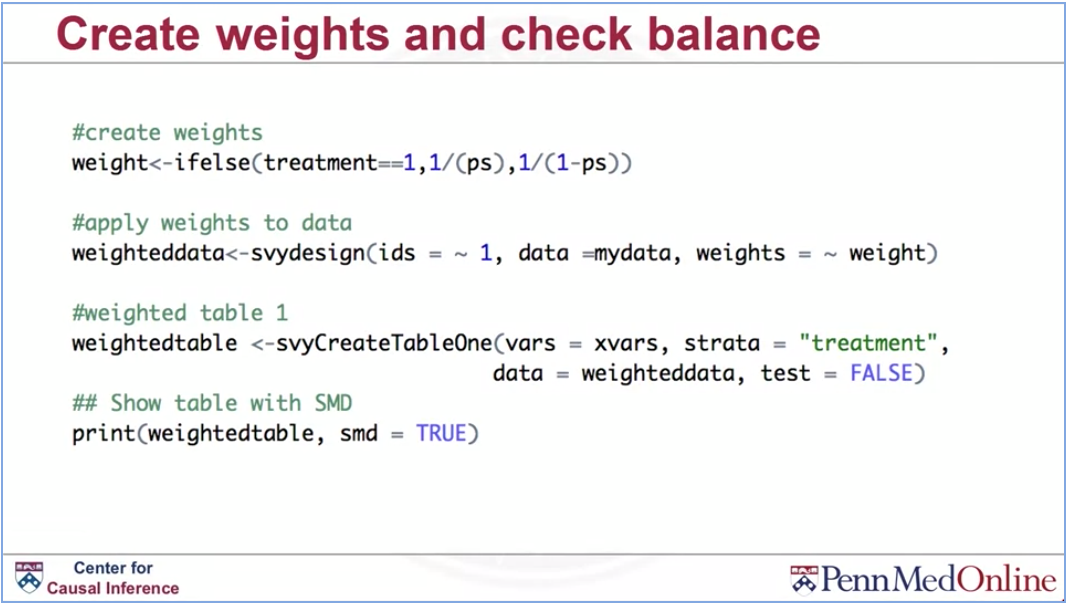 Create weights and check balance
#create weights
weight<-ifelse(treatment==1,1/(ps),1/(1-ps))
#apply weights to data
weighteddata<-svydesign(ids = ~ 1, data =mydata, weights = ~ weight)
#weighted table 1
weightedtable <-svyCreateTableOne(vars = xvars, strata = "treatment",
data = weighteddata, test = FALSE)
## Show table with SMD
print(weightedtable, smd = TRUE)
Center for
Causal Inference
PennMedOnline